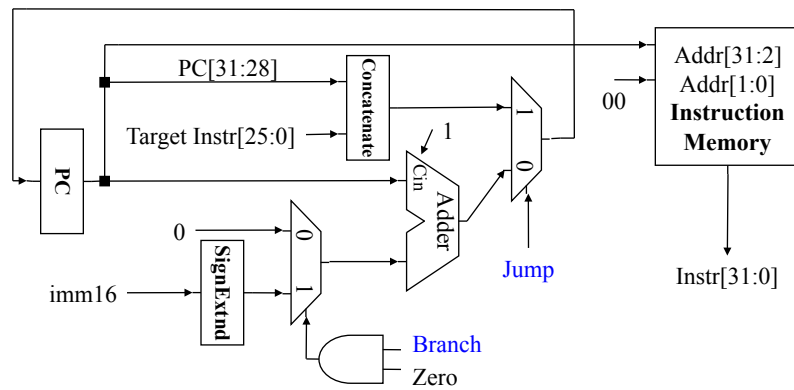 PC[31:28]
Target Instr[25:0]
Concatenate
1
0
1
Addr[31:2]
Addr[1:0]
Instruction
Memory
00
PC
Cin
Adder
0
SignExtnd
0
1
imm16
Jump
Instr[31:0]
Branch
Zero